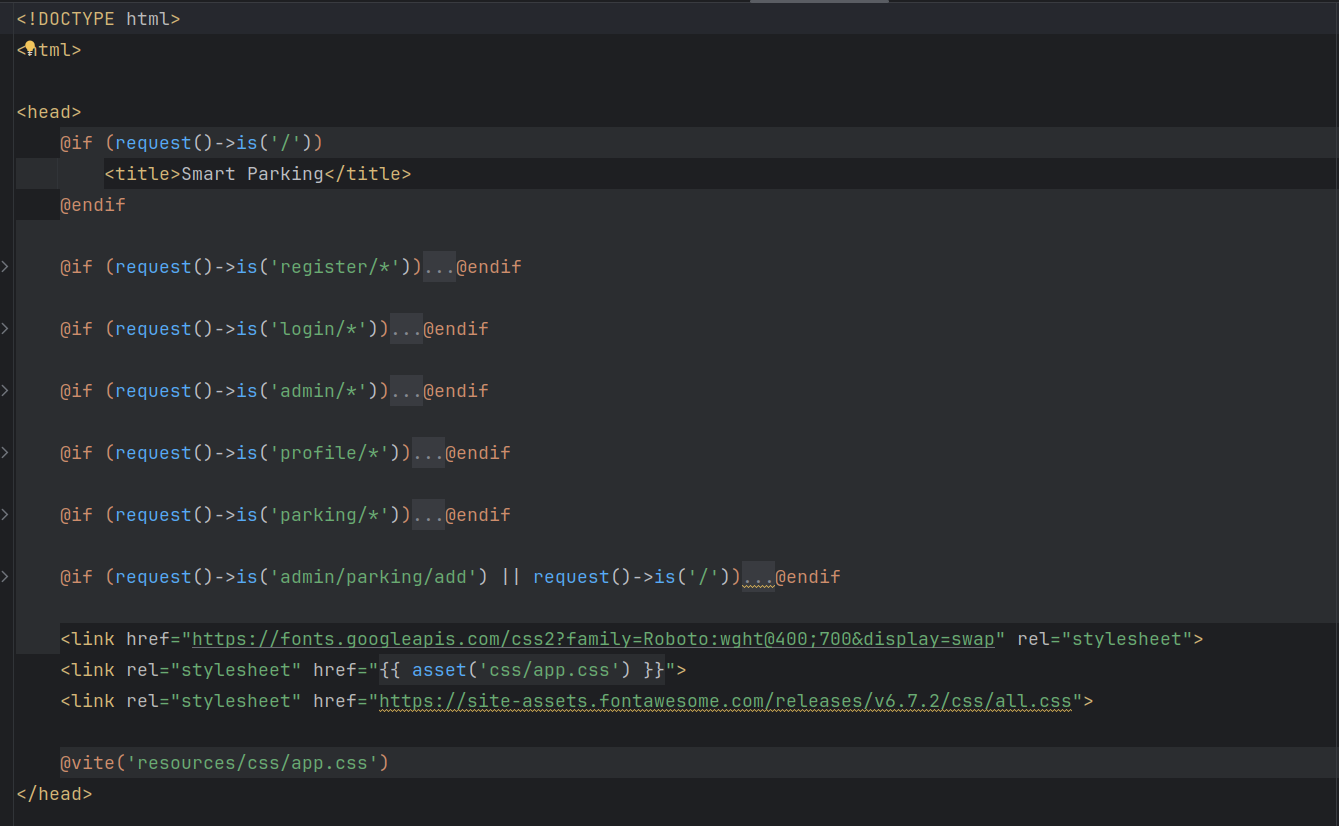 <!DOCTYPE html>
<html>
<head>
@if (request()->is('/'))
<title>Smart Parking</title>
@endif
@if (request()->is('register/*'))...@endif
@if (request()->is('login/*'))...@endif
@if (request()->is('admin/*'))...@endif
@if (request()->is('profile/*'))...@endif
@if (request()->is('parking/*'))...@endif
@if (request()->is('admin/parking/add') || request()->is('/'))...@endif
<link href="https://fonts.googleapis.com/css2?family=Roboto:wght@400;700&display=swap" rel="stylesheet">
<link rel="stylesheet" href="{{ asset('css/app.css') }}">
<link rel="stylesheet" href="https://site-assets.fontawesome.com/releases/v6.7.2/css/all.css">
@vite('resources/css/app.css')
</head>